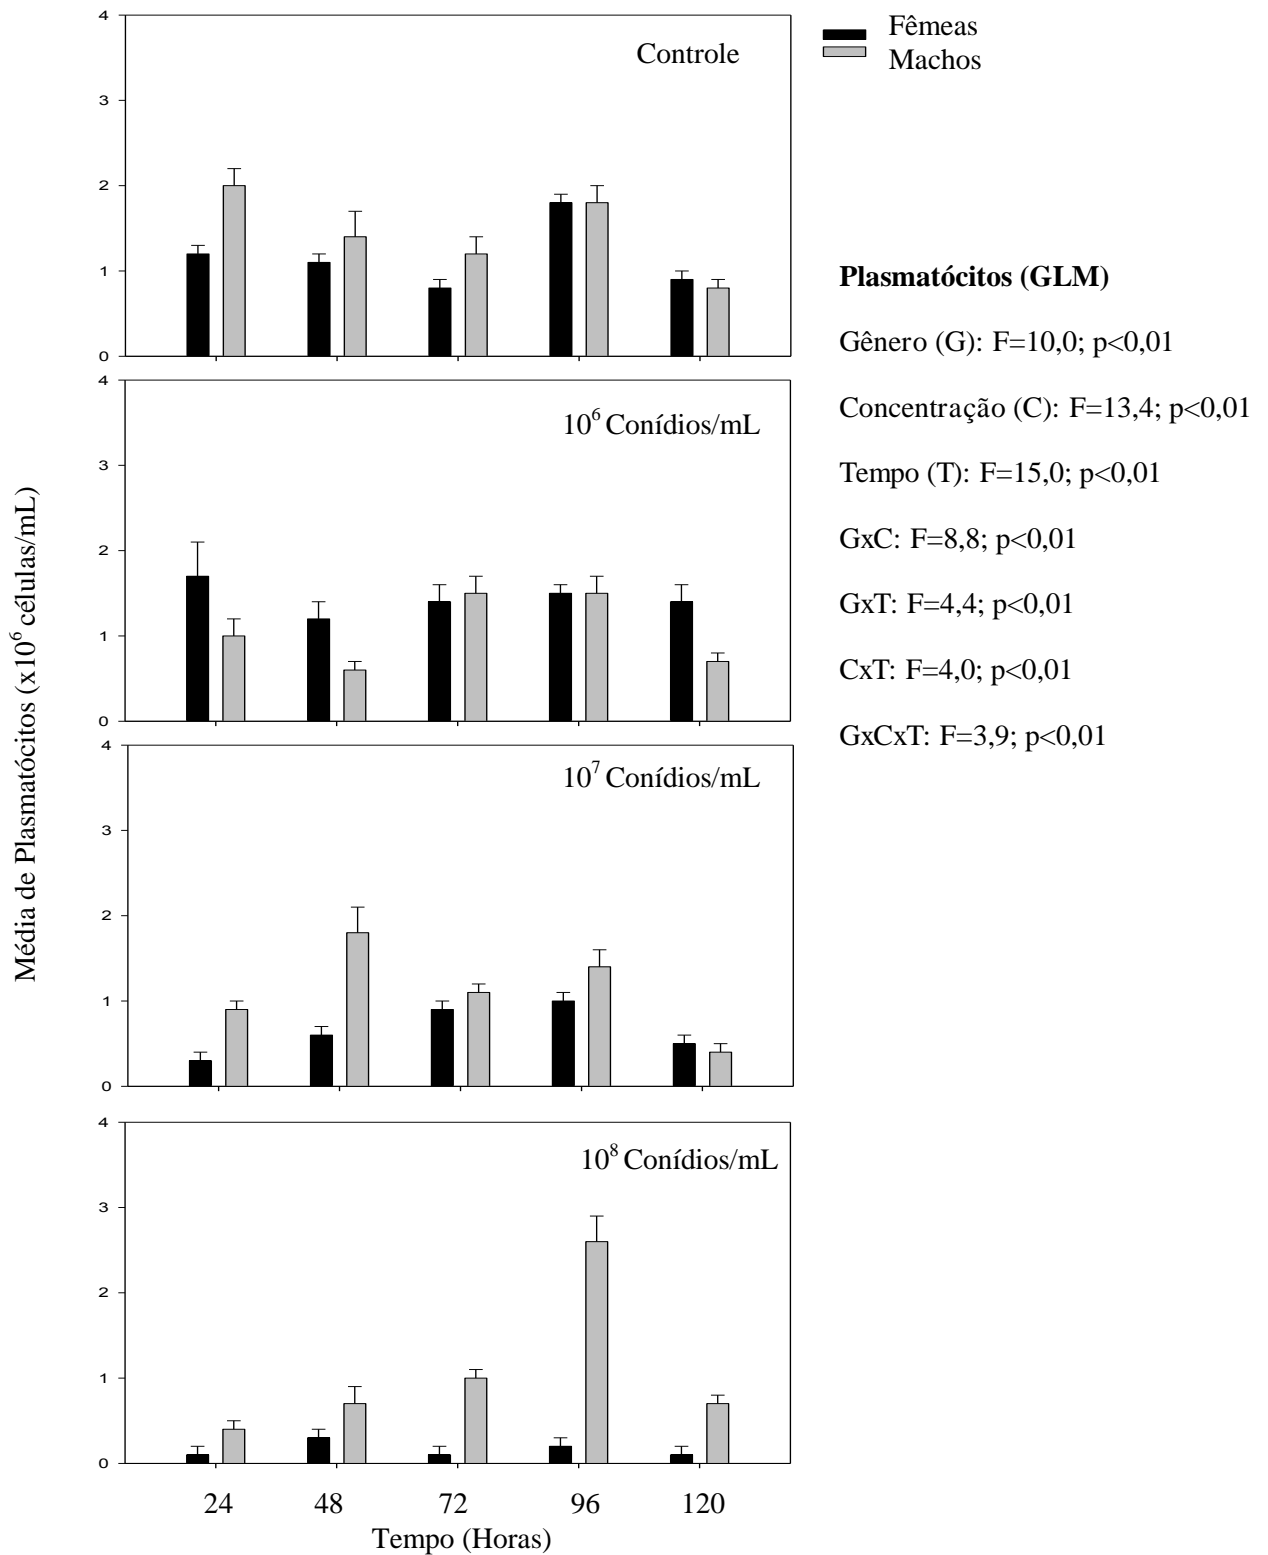 Fêmeas
Machos
Controle
4
3
2
1
0
Plasmatócitos (GLM)
Gênero (G): F=10,0; p<0,01
Concentração (C): F=13,4; p<0,01
Tempo (T): F=15,0; p<0,01
GxC: F=8,8; p<0,01
GxT: F=4,4; p<0,01
CxT: F=4,0; p<0,01
GxCxT: F=3,9; p<0,01
Média de Plasmatócitos (x10⁶ células/mL)
10⁶ Conídios/mL
4
3
2
1
0
10⁷ Conídios/mL
4
3
2
1
0
10⁸ Conídios/mL
4
3
2
1
0
24 48 72 96 120
Tempo (Horas)